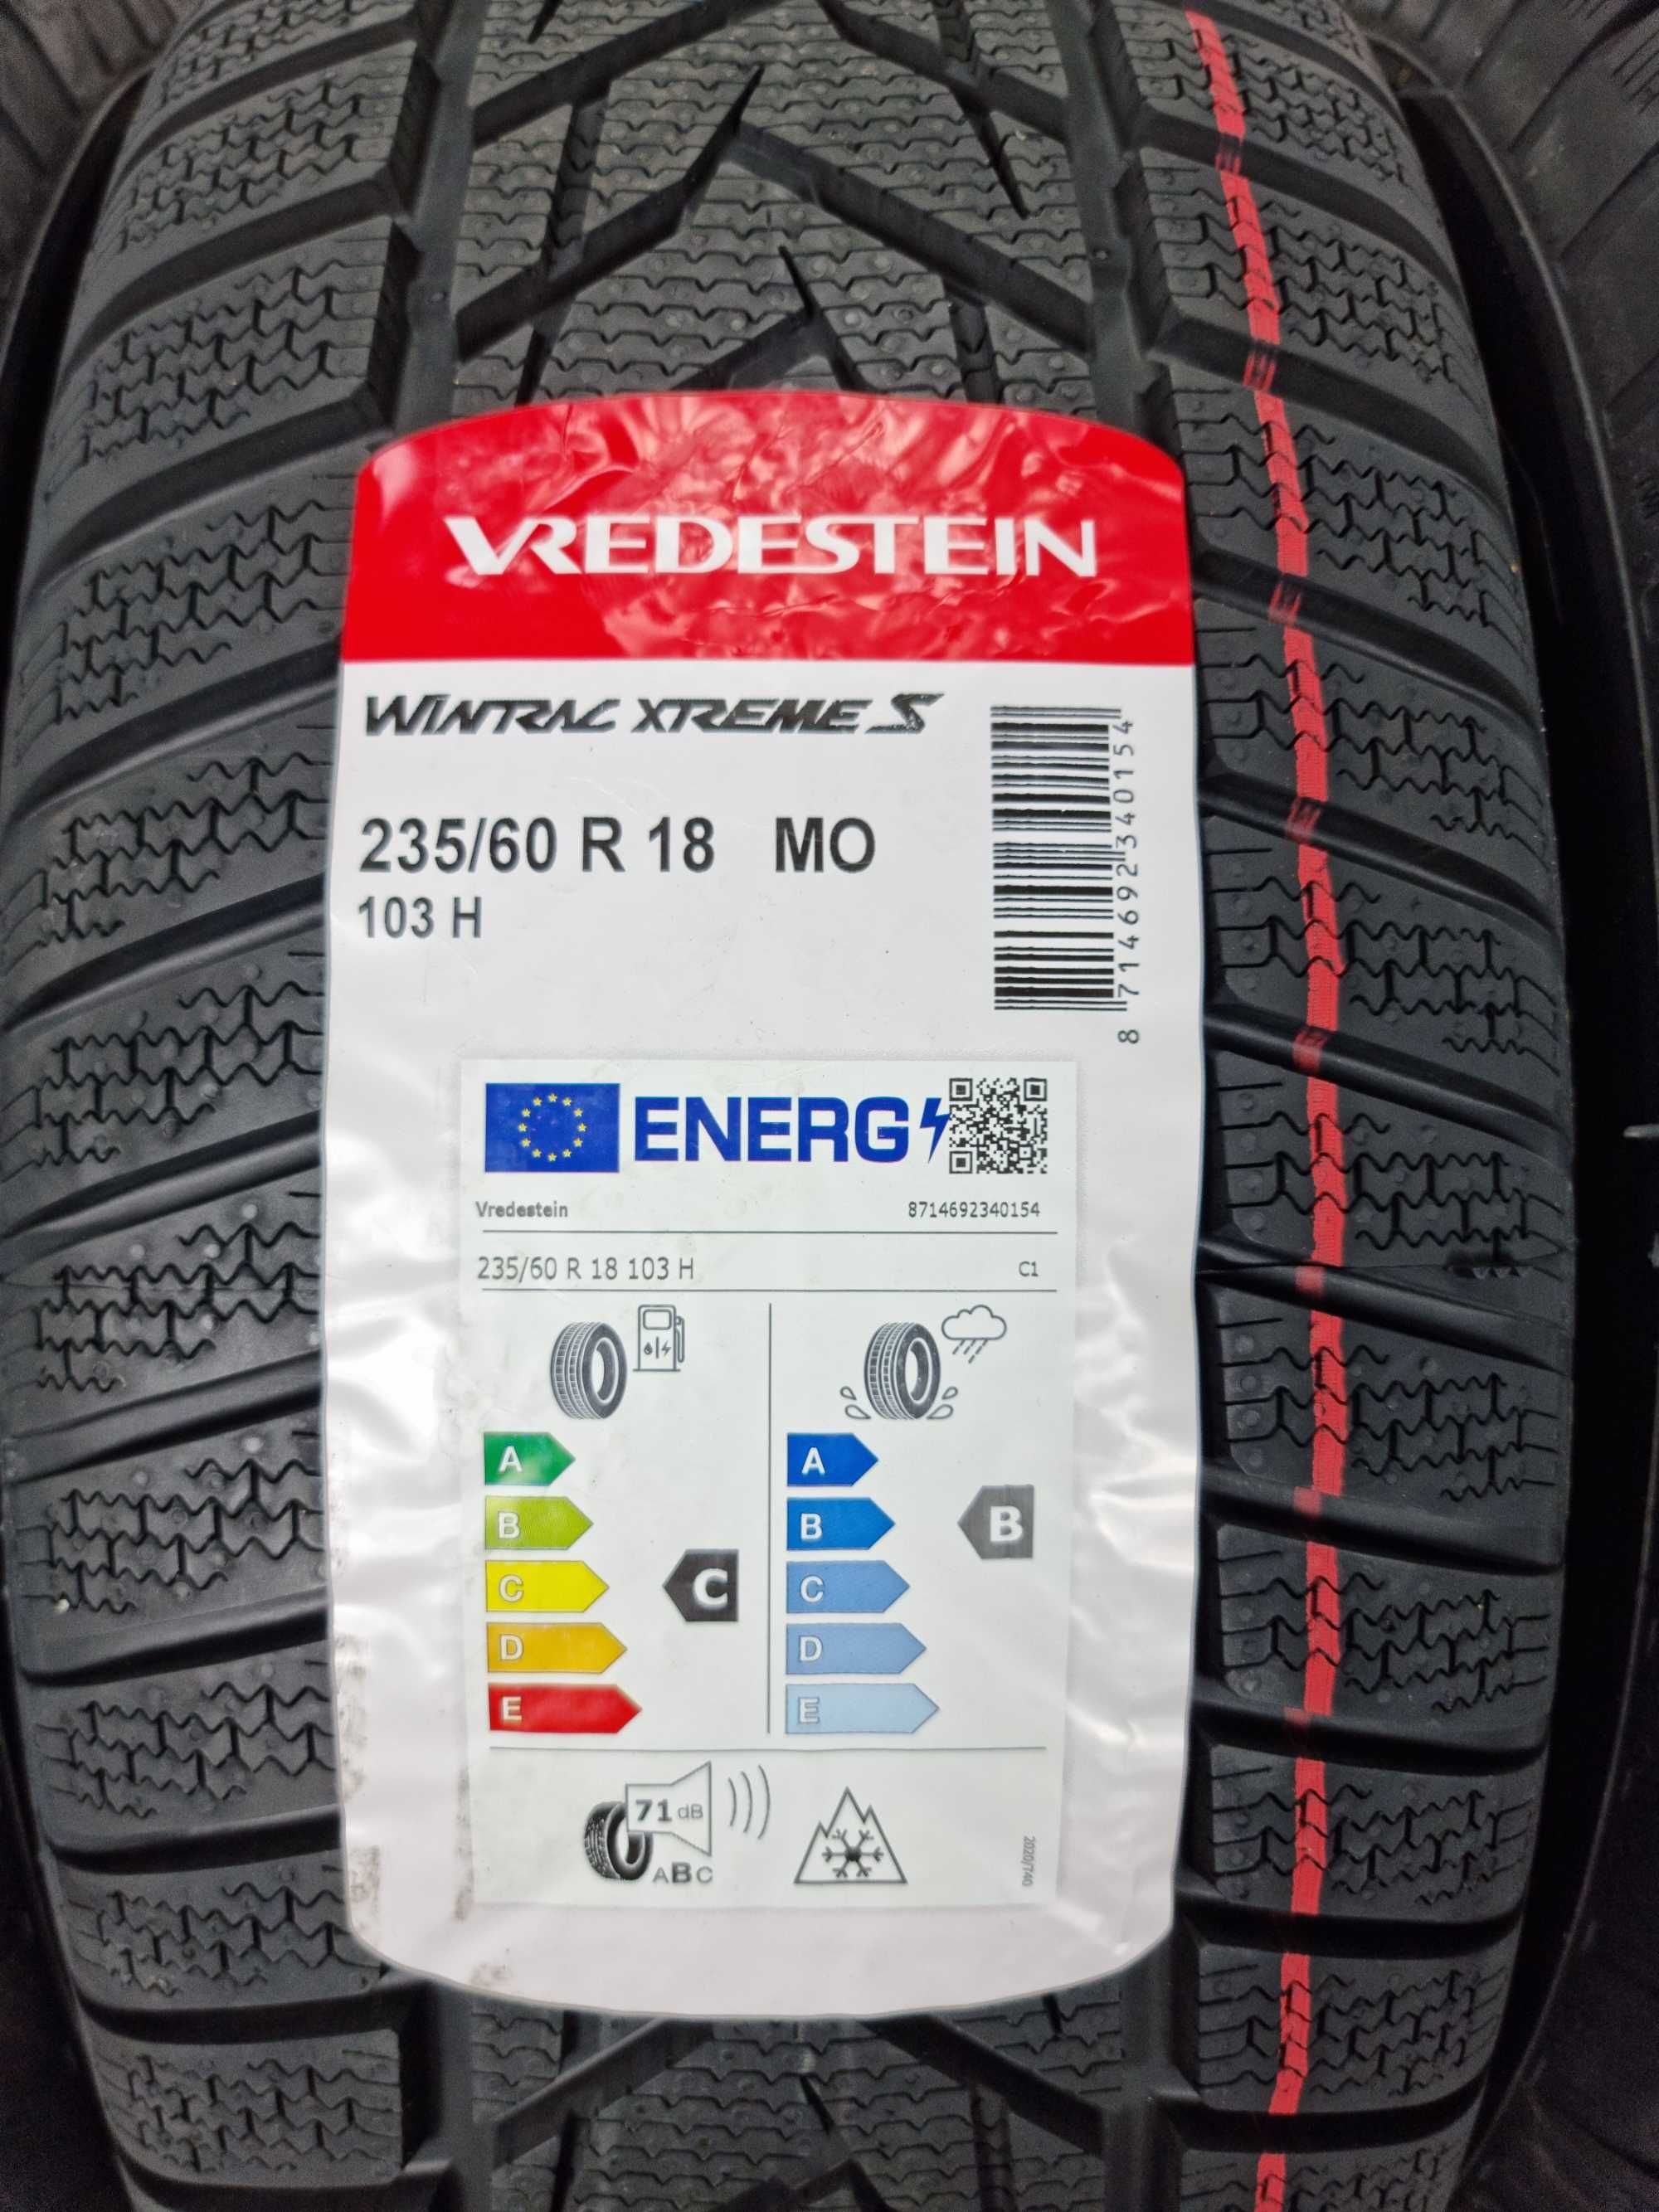 VREDESTEIN
WINTRAC XTREME S
235/60 R 18 MO
103 H
8 714692 340154
ENERG
Vredestein 8714692340154
235/60 R 18 103 H C1
A A
B B B
C C C
D D
E E
71 dB
ABC
2020/740